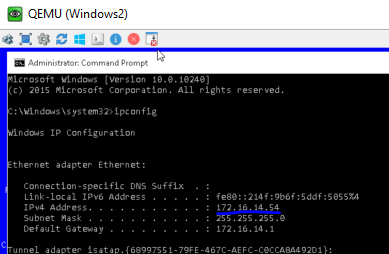 QEMU (Windows2)
Administrator: Command Prompt
Microsoft Windows [Version 10.0.10240]
(c) 2015 Microsoft Corporation. All rights reserved.
C:\Windows\system32>ipconfig
Windows IP Configuration
Ethernet adapter Ethernet:
Connection-specific DNS Suffix . :
Link-local IPv6 Address . . . . . : fe80::214f:9b6f:5ddf:5055%4
IPv4 Address. . . . . . . . . . . : 172.16.14.54
Subnet Mask . . . . . . . . . . . : 255.255.255.0
Default Gateway . . . . . . . . . : 172.16.14.1
Tunnel adapter isatap.{68997551-79FE-467C-AEFC-C0CCA8A492D1}: